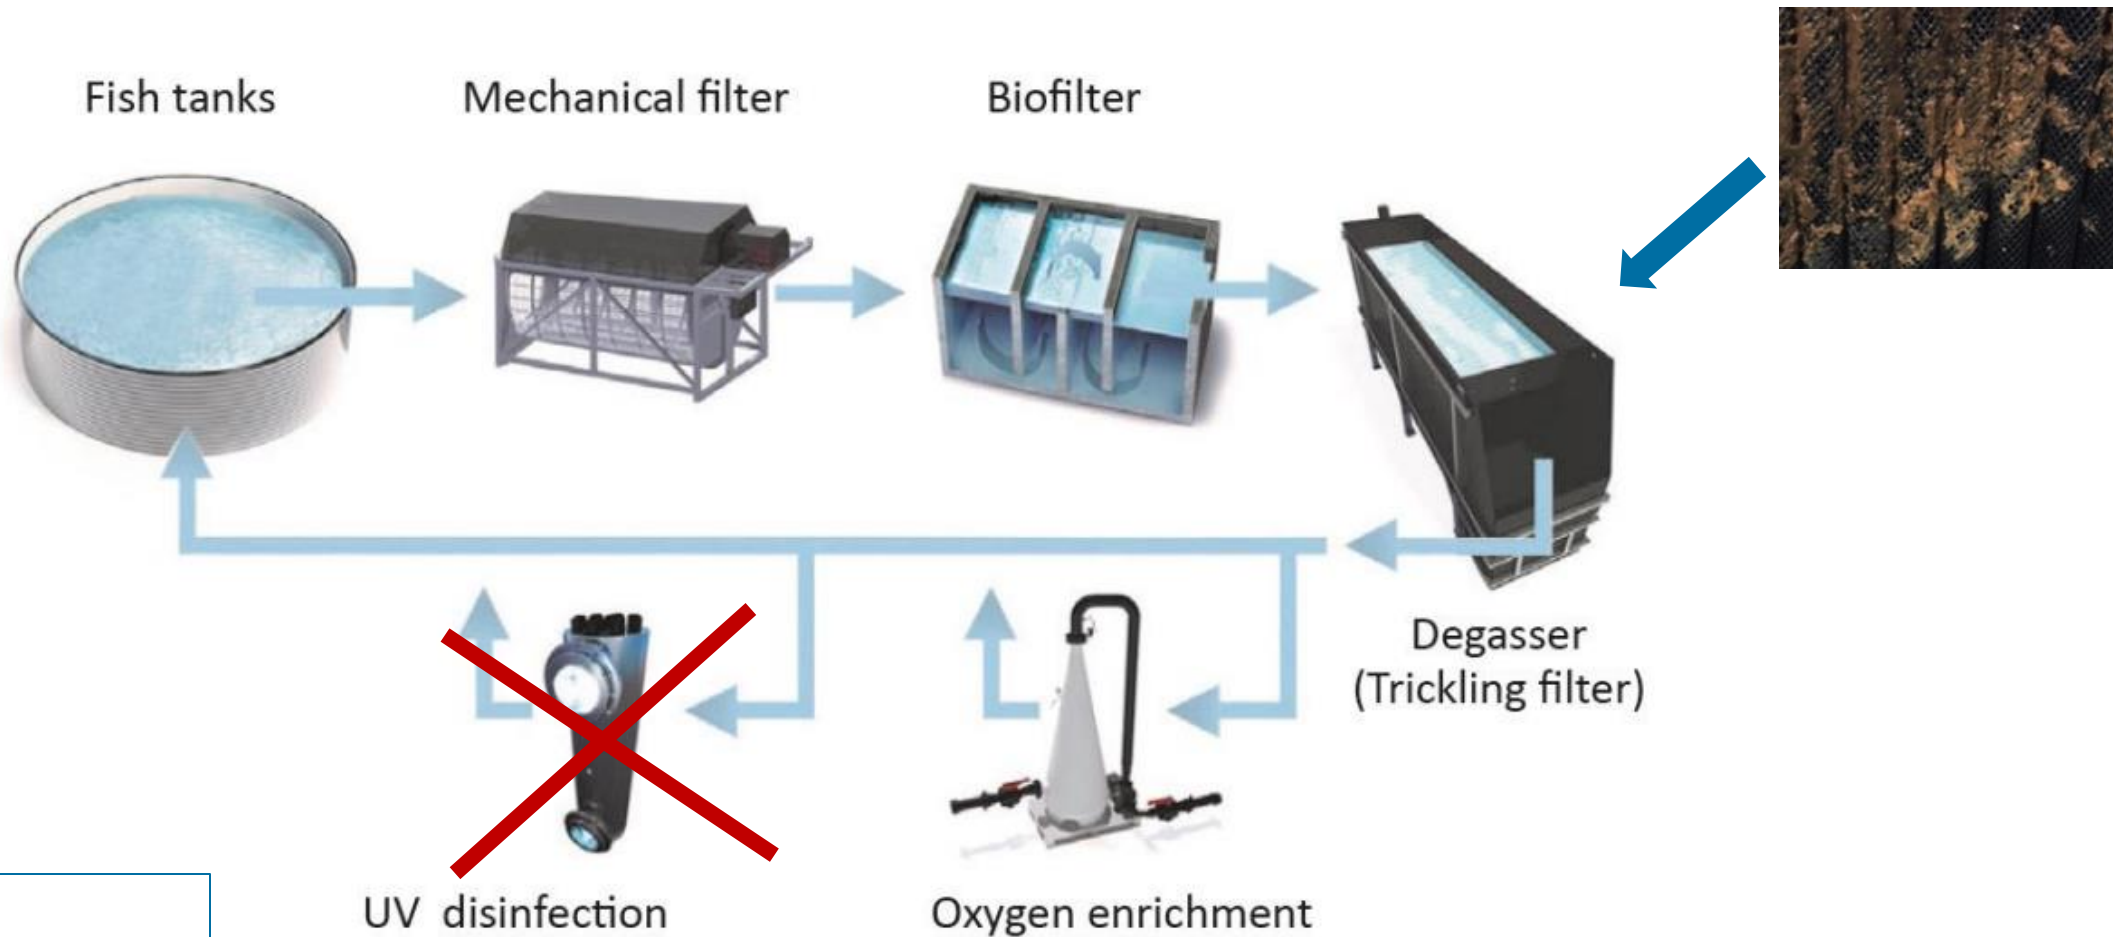 Fish tanks
Mechanical filter
Biofilter
Degasser
(Trickling filter)
UV disinfection
Oxygen enrichment